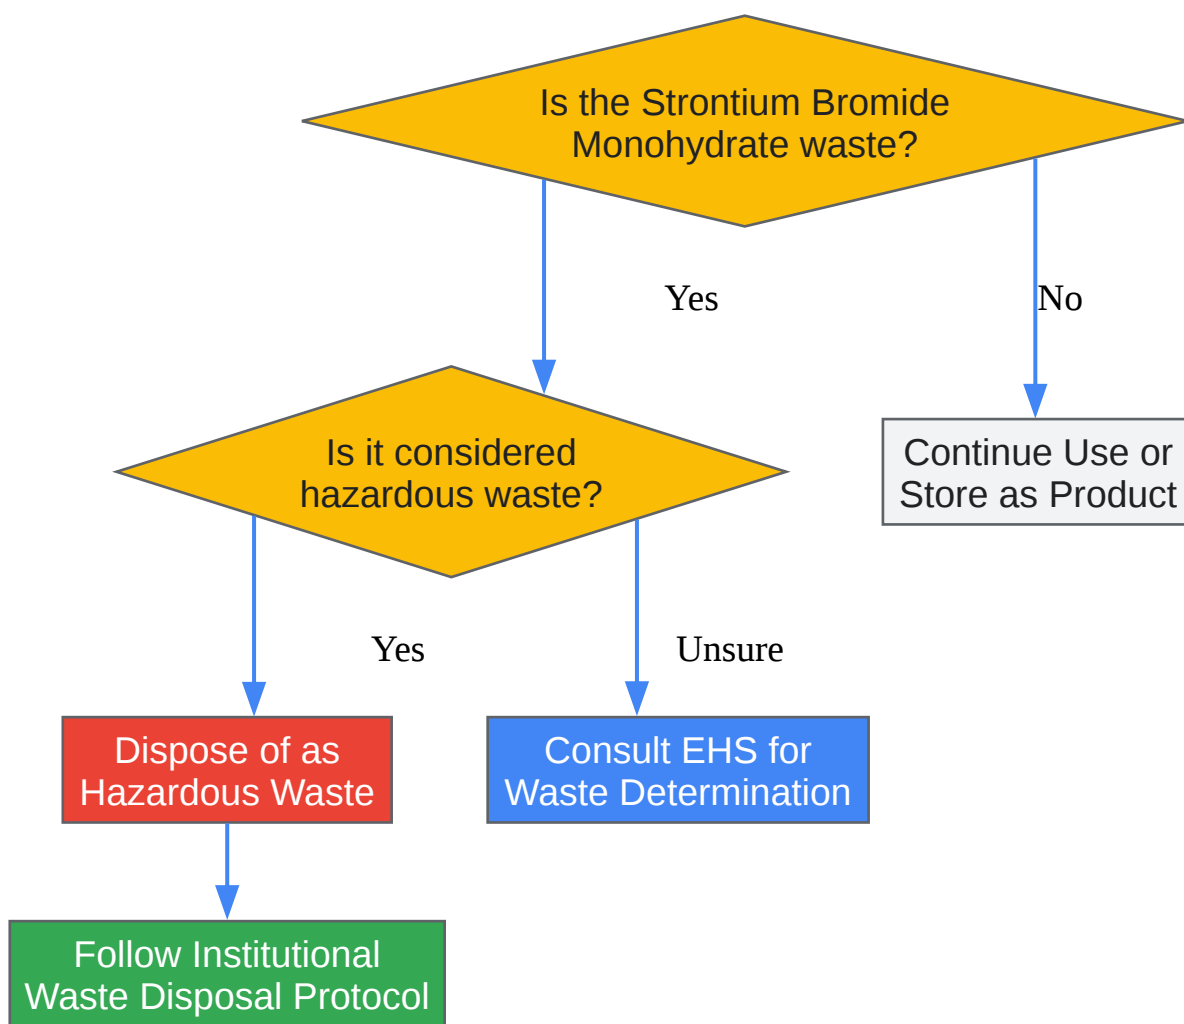 Is the Strontium Bromide
Monohydrate waste?
Yes
No
Is it considered
hazardous waste?
Continue Use or
Store as Product
Yes
Unsure
Dispose of as
Hazardous Waste
Consult EHS for
Waste Determination
Follow Institutional
Waste Disposal Protocol